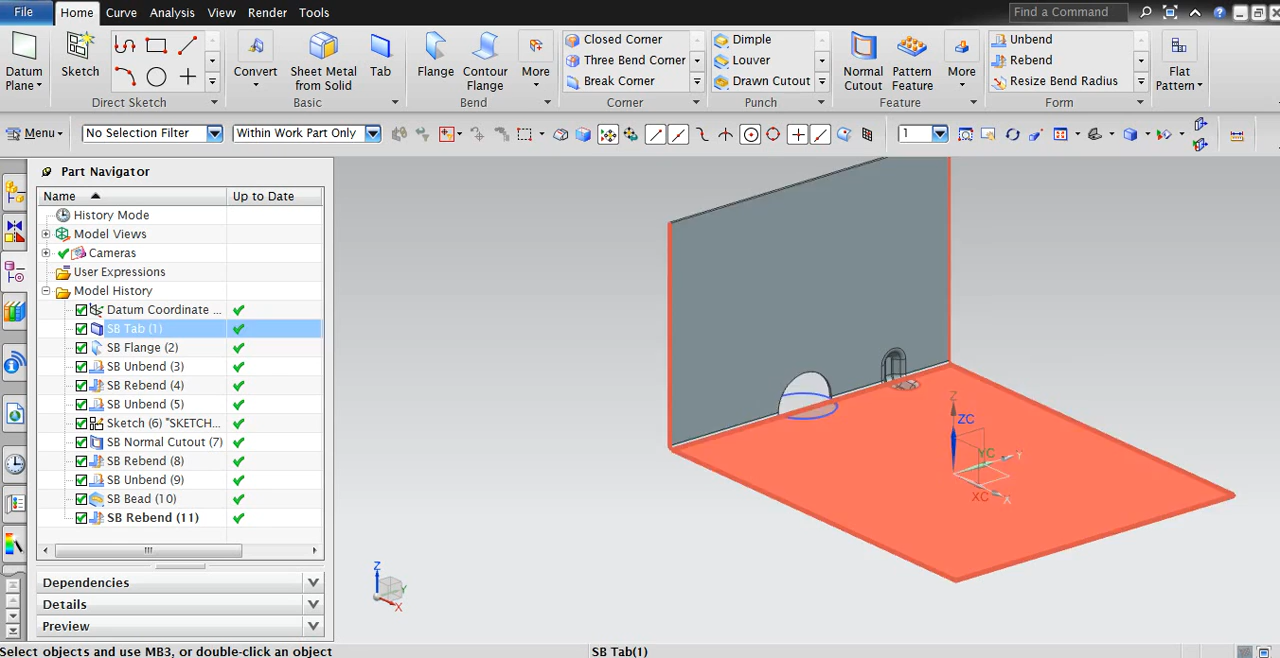 File Home Curve Analysis View Render Tools Find a Command
Datum Plane
Sketch
Direct Sketch
Convert
Sheet Metal from Solid
Tab
Basic
Flange
Contour Flange
More
Bend
Closed Corner
Three Bend Corner
Break Corner
Corner
Dimple
Louver
Drawn Cutout
Punch
Normal Cutout
Pattern Feature
More
Feature
Unbend
Rebend
Resize Bend Radius
Form
Flat Pattern
Menu No Selection Filter Within Work Part Only 1
Part Navigator
Name Up to Date
History Mode
Model Views
Cameras
User Expressions
Model History
Datum Coordinate ...
SB Tab (1)
SB Flange (2)
SB Unbend (3)
SB Rebend (4)
SB Unbend (5)
Sketch (6) "SKETCH...
SB Normal Cutout (7)
SB Rebend (8)
SB Unbend (9)
SB Bead (10)
SB Rebend (11)
Dependencies
Details
Preview
Z
ZC
YC
Y
XC
X
Z
Y
X
Select objects and use MB3, or double-click an object SB Tab(1)